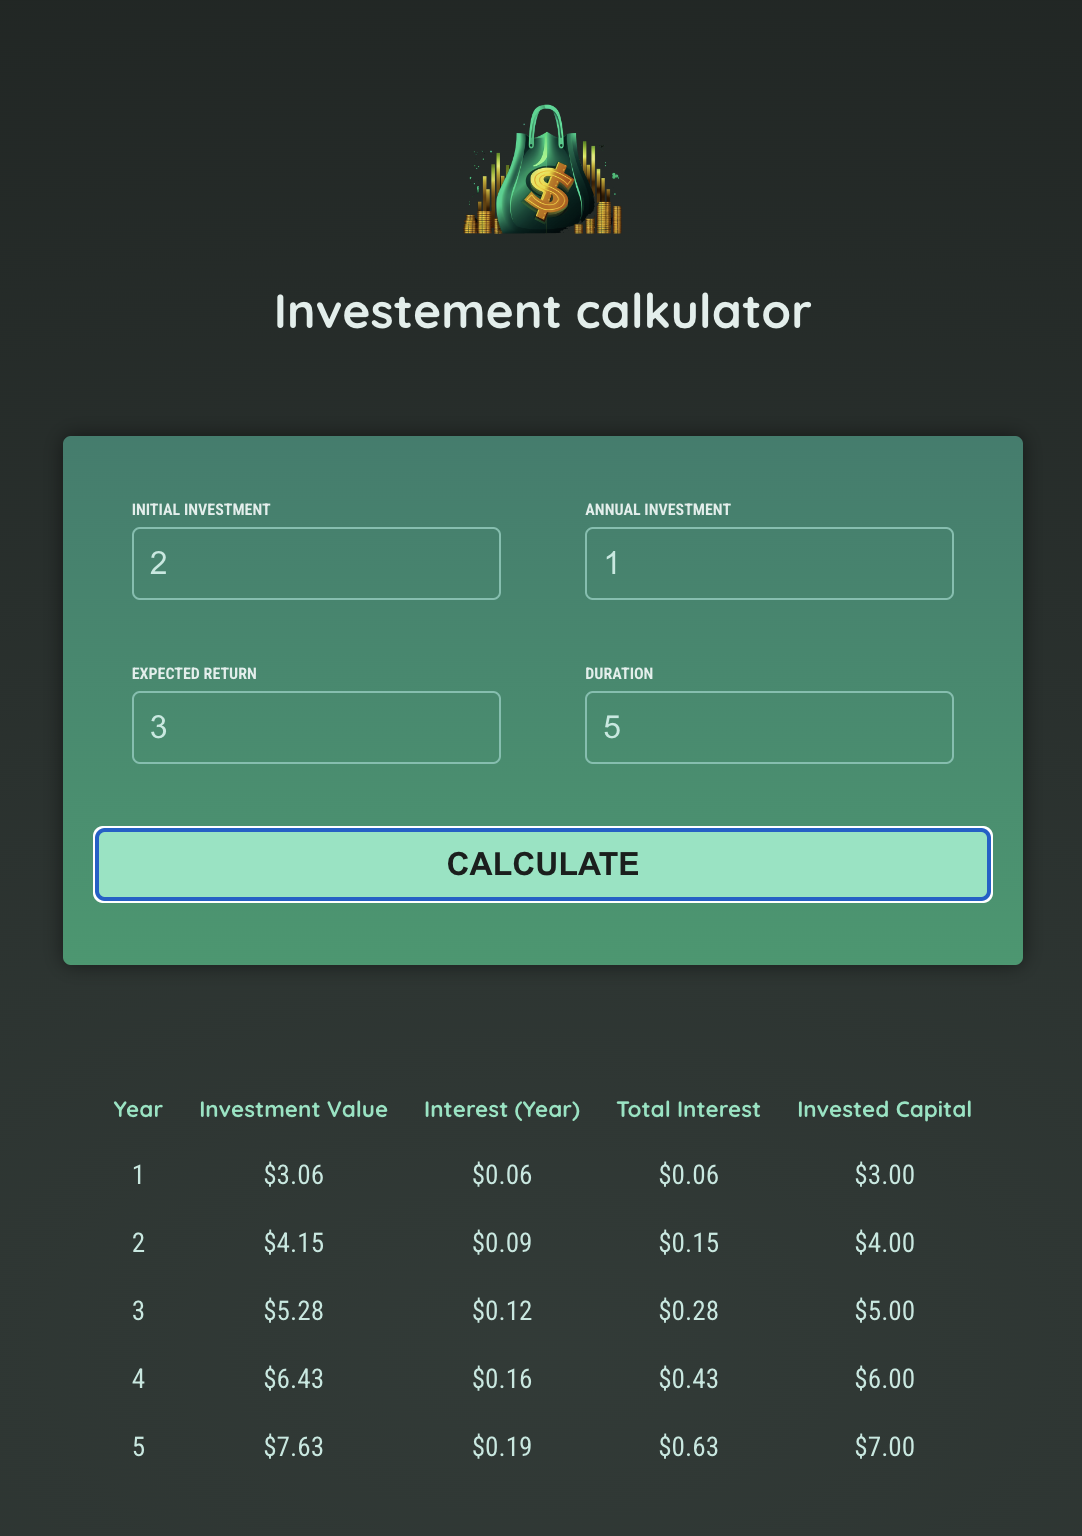 $
Investement calkulator
INITIAL INVESTMENT ANNUAL INVESTMENT
2 1
EXPECTED RETURN DURATION
3 5
CALCULATE
Year Investment Value Interest (Year) Total Interest Invested Capital
1 $3.06 $0.06 $0.06 $3.00
2 $4.15 $0.09 $0.15 $4.00
3 $5.28 $0.12 $0.28 $5.00
4 $6.43 $0.16 $0.43 $6.00
5 $7.63 $0.19 $0.63 $7.00